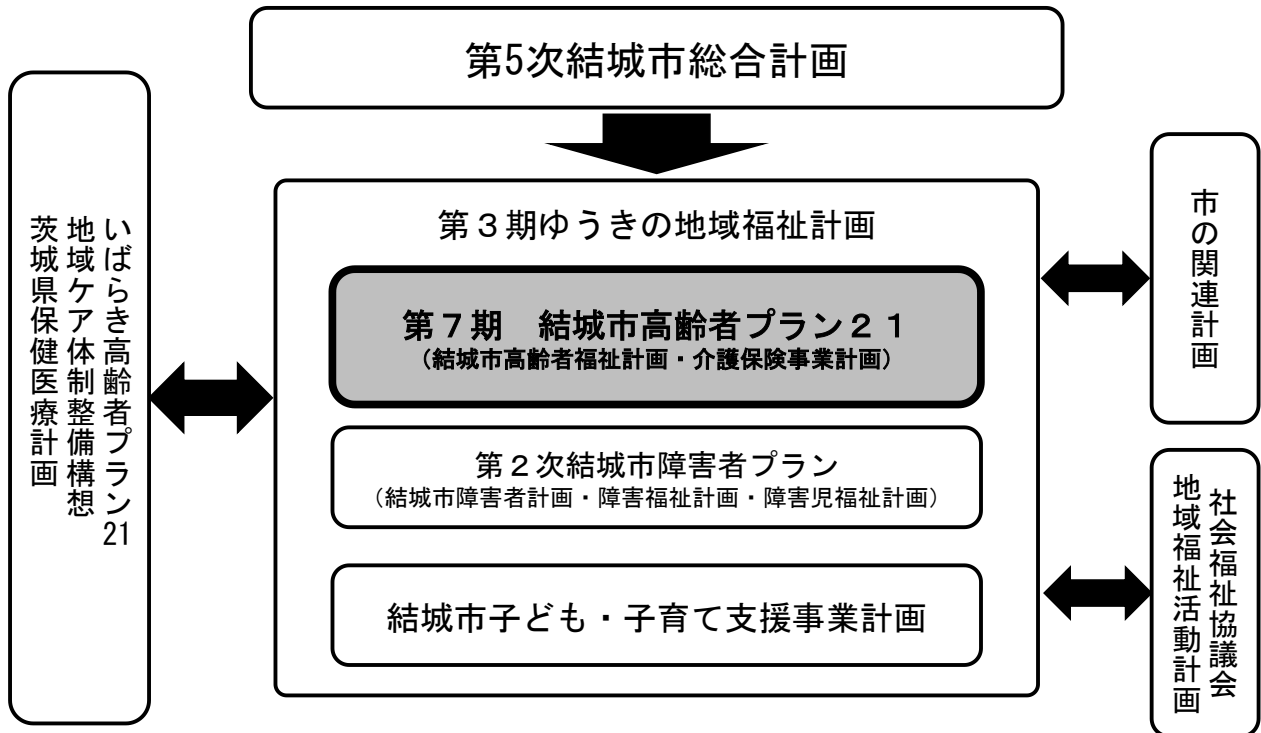 第5次結城市総合計画
いばらき高齢者プラン21
地域ケア体制整備構想
茨城県保健医療計画
第３期ゆうきの地域福祉計画
第７期　結城市高齢者プラン２１
（結城市高齢者福祉計画・介護保険事業計画）
第２次結城市障害者プラン
（結城市障害者計画・障害福祉計画・障害児福祉計画）
結城市子ども・子育て支援事業計画
市の関連計画
社会福祉協議会
地域福祉活動計画